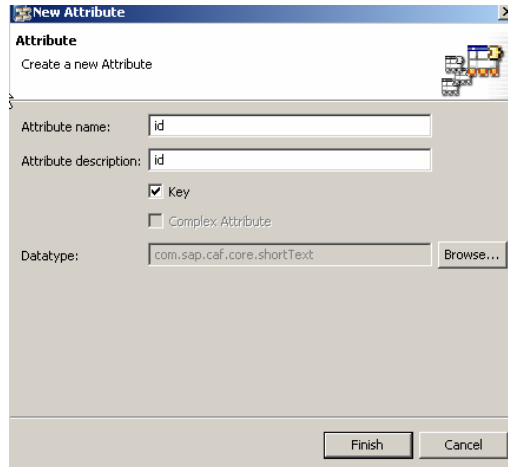 New Attribute
Attribute
Create a new Attribute
Attribute name: id
Attribute description: id
Key
Complex Attribute
Datatype: com.sap.caf.core.shortText Browse...
Finish Cancel